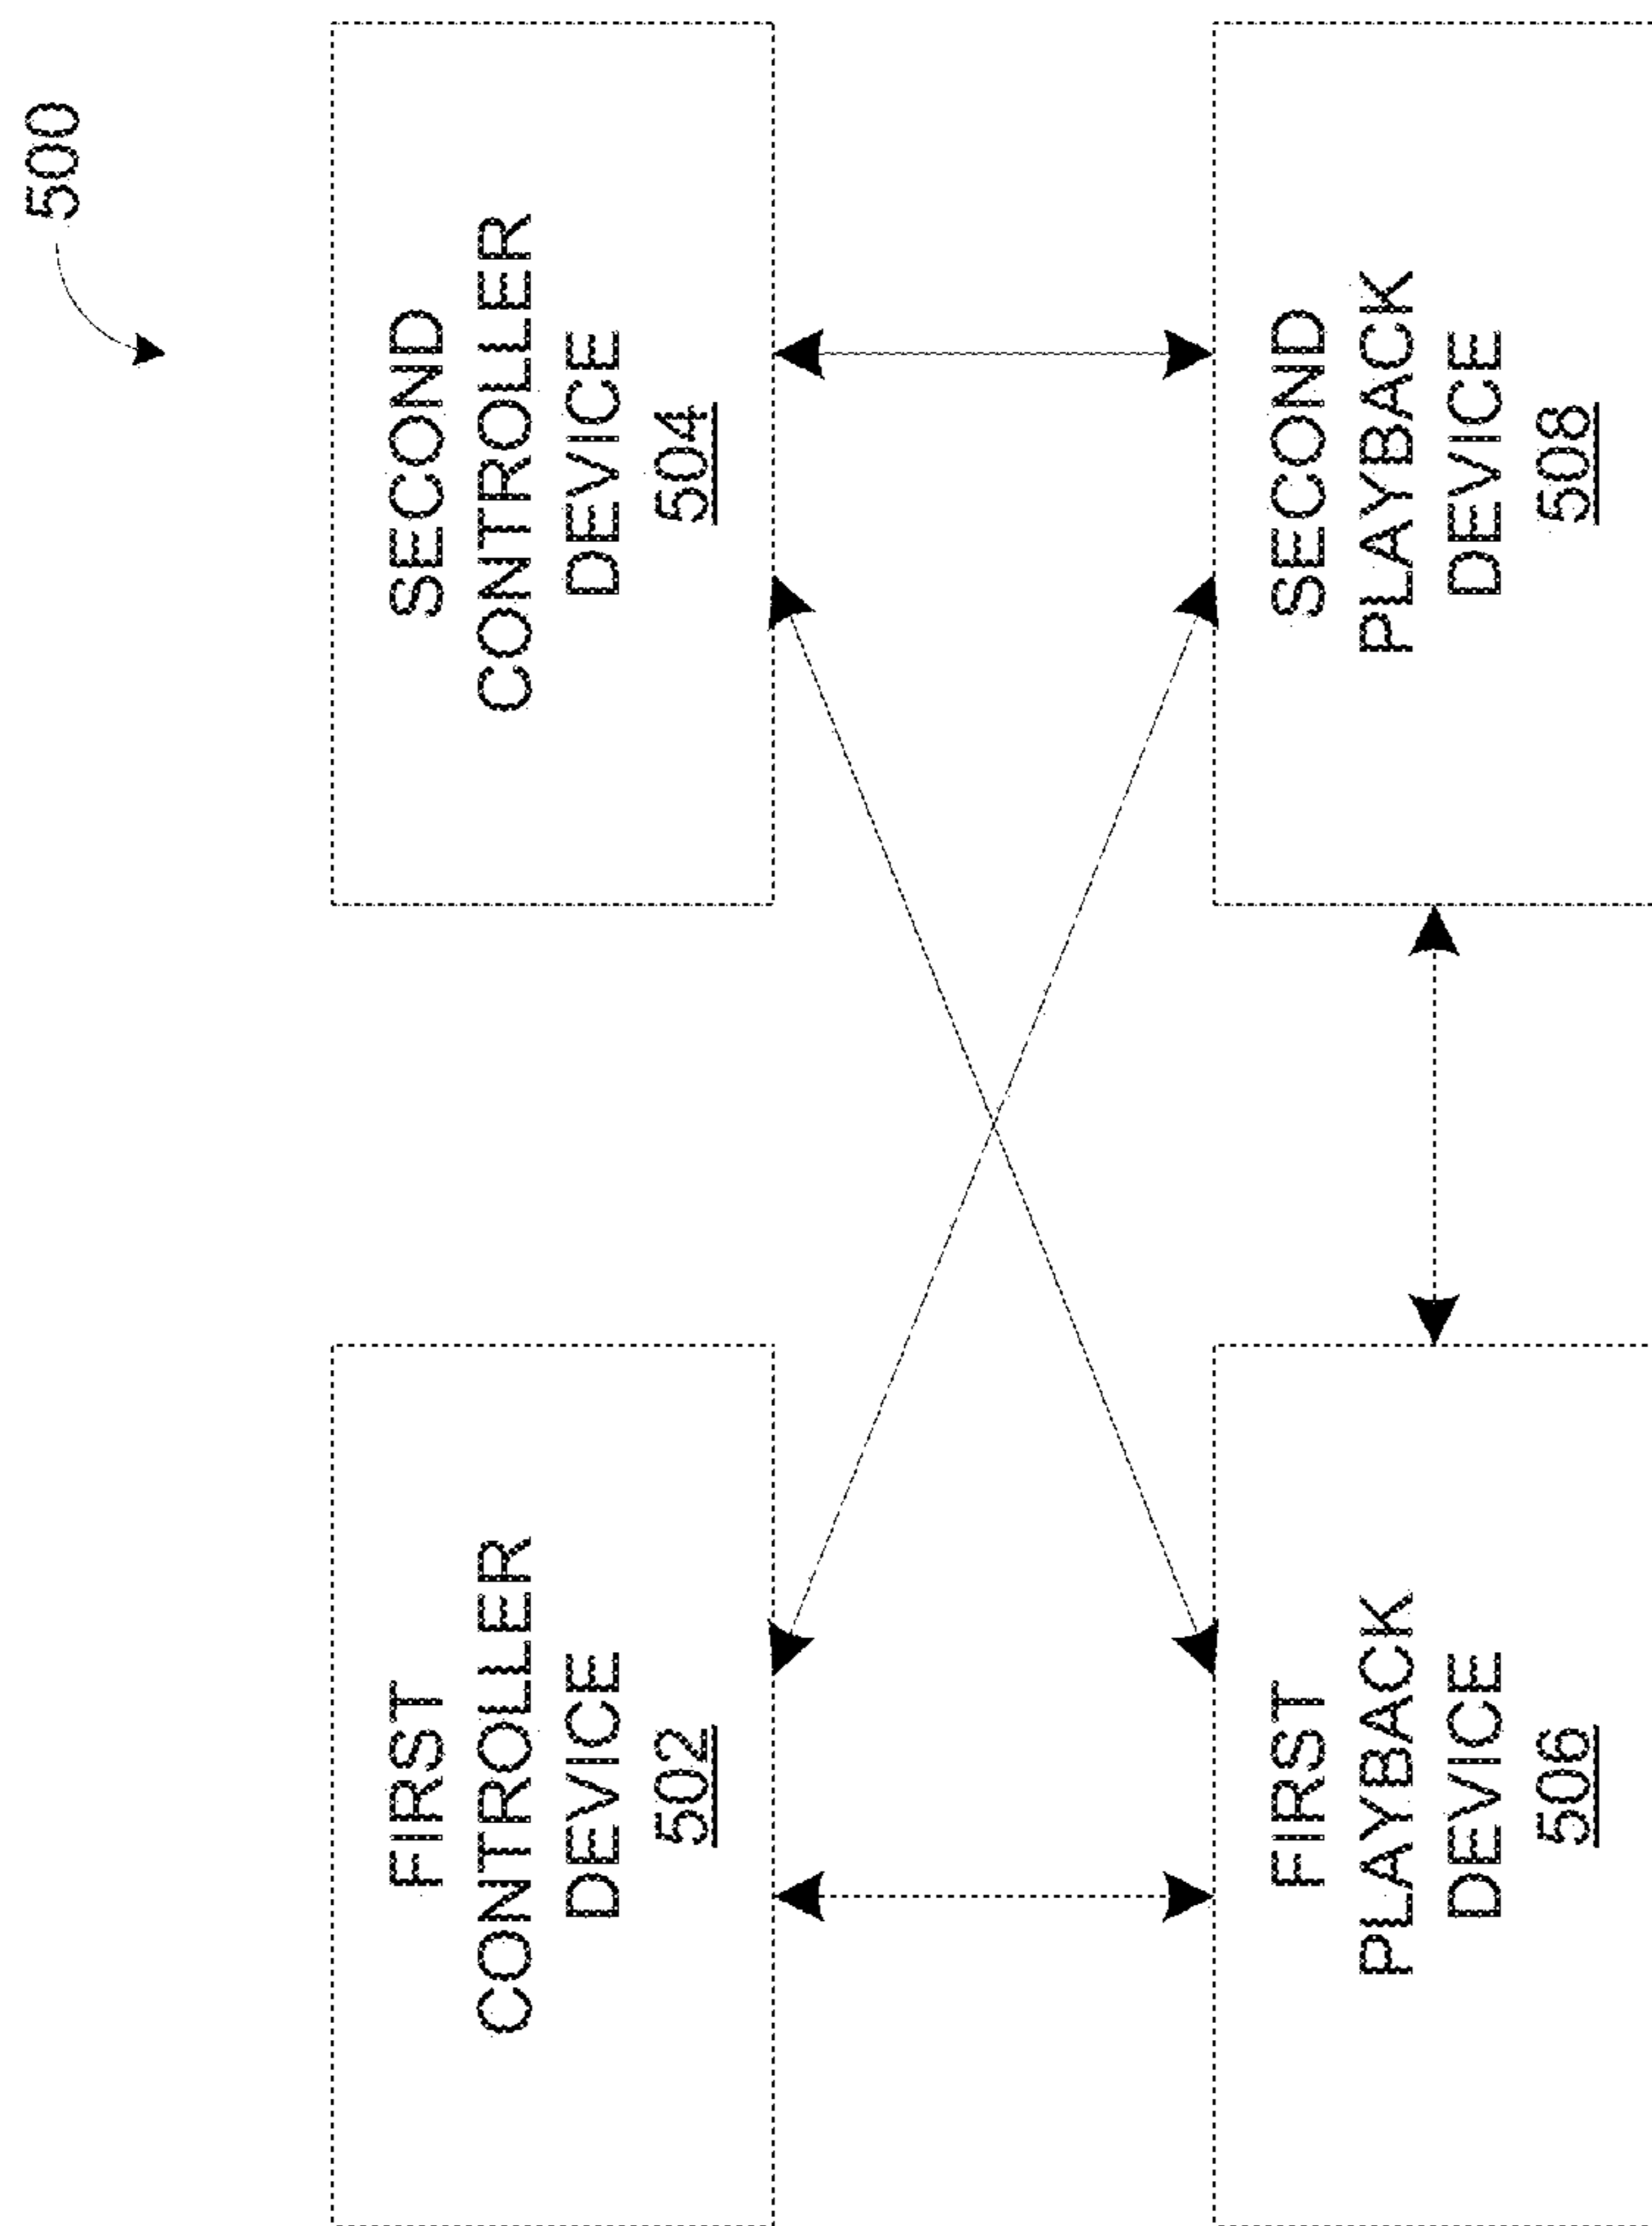 500
FIRST
CONTROLLER
DEVICE
502
SECOND
CONTROLLER
DEVICE
504
FIRST
PLAYBACK
DEVICE
506
SECOND
PLAYBACK
DEVICE
508